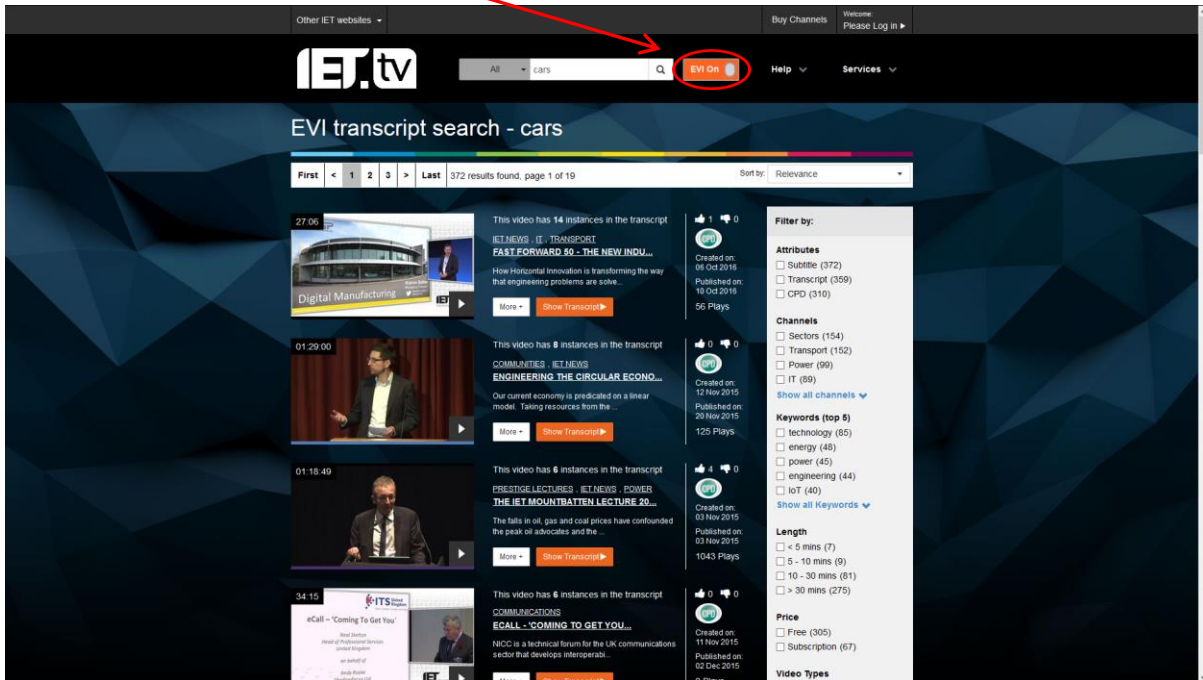 Other IET websites
Buy Channels
Welcome:
Please Log in
IET.tv
All
cars
EVI On
Help
Services
EVI transcript search - cars
First < 1 2 3 > Last 372 results found, page 1 of 19
Sort by: Relevance
27:06
Digital Manufacturing
This video has 14 instances in the transcript
IET NEWS , IT , TRANSPORT
FAST FORWARD 50 - THE NEW INDU...
How Horizontal Innovation is transforming the way
that engineering problems are solve...
More +
Show Transcript
1 0
CPD
Created on:
06 Oct 2016
Published on:
10 Oct 2016
56 Plays
01:29:00
This video has 8 instances in the transcript
COMMUNITIES , IET NEWS
ENGINEERING THE CIRCULAR ECONO...
Our current economy is predicated on a linear
model. Taking resources from the ...
More +
Show Transcript
0 0
CPD
Created on:
12 Nov 2015
Published on:
20 Nov 2015
125 Plays
01:18:49
This video has 6 instances in the transcript
PRESTIGE LECTURES , IET NEWS , POWER
THE IET MOUNTBATTEN LECTURE 20...
The falls in oil, gas and coal prices have confounded
the peak oil advocates and the ...
More +
Show Transcript
4 0
CPD
Created on:
03 Nov 2015
Published on:
03 Nov 2015
1043 Plays
34:15
ITS United Kingdom
eCall – 'Coming To Get You'
Head of Professional Services
United Kingdom
on behalf of
This video has 6 instances in the transcript
COMMUNICATIONS
ECALL - 'COMING TO GET YOU...
NICC is a technical forum for the UK communications
sector that develops interoperabi...
0 0
CPD
Created on:
11 Nov 2015
Published on:
02 Dec 2015
Filter by:
Attributes
Subtitle (372)
Transcript (359)
CPD (310)
Channels
Sectors (154)
Transport (152)
Power (99)
IT (89)
Show all channels
Keywords (top 5)
technology (85)
energy (48)
power (45)
engineering (44)
IoT (40)
Show all Keywords
Length
< 5 mins (7)
5 - 10 mins (9)
10 - 30 mins (81)
> 30 mins (275)
Price
Free (305)
Subscription (67)
Video Types